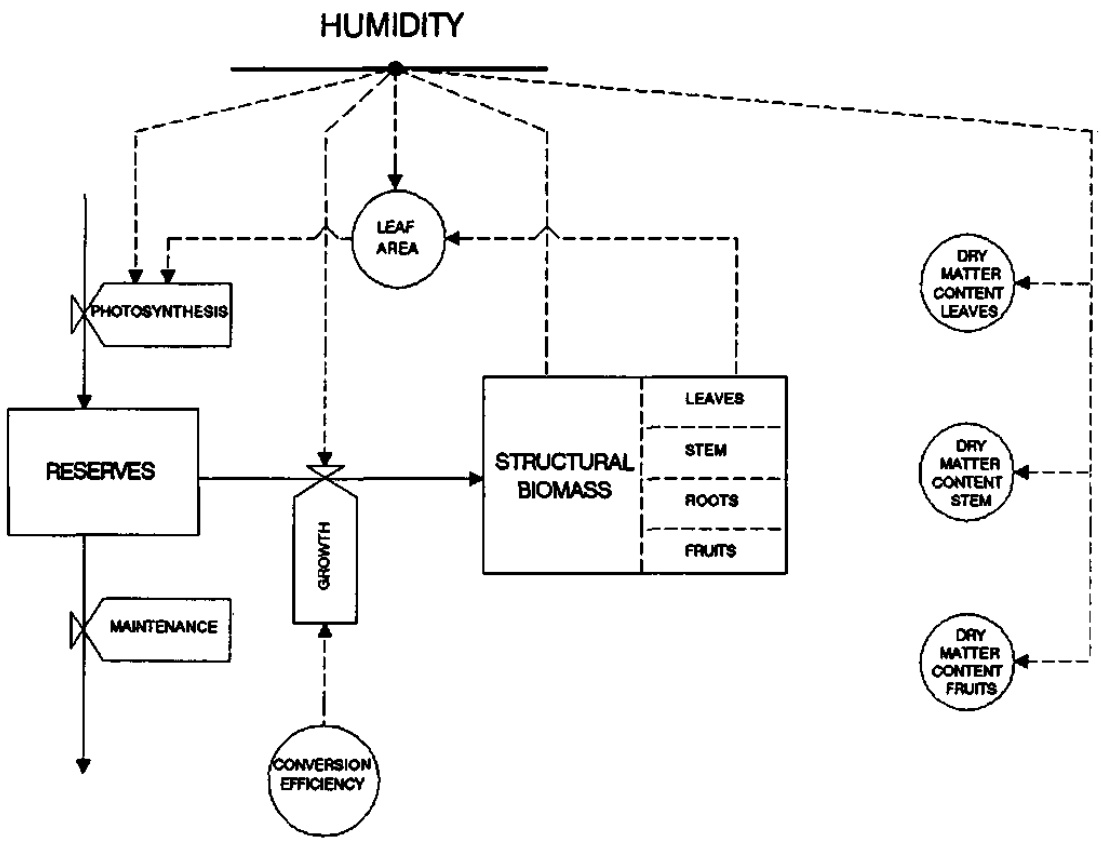 HUMIDITY
LEAF
AREA
DRY
MATTER
CONTENT
LEAVES
PHOTOSYNTHESIS
LEAVES
RESERVES
STRUCTURAL
BIOMASS
STEM
ROOTS
FRUITS
DRY
MATTER
CONTENT
STEM
GROWTH
MAINTENANCE
DRY
MATTER
CONTENT
FRUITS
CONVERSION
EFFICIENCY